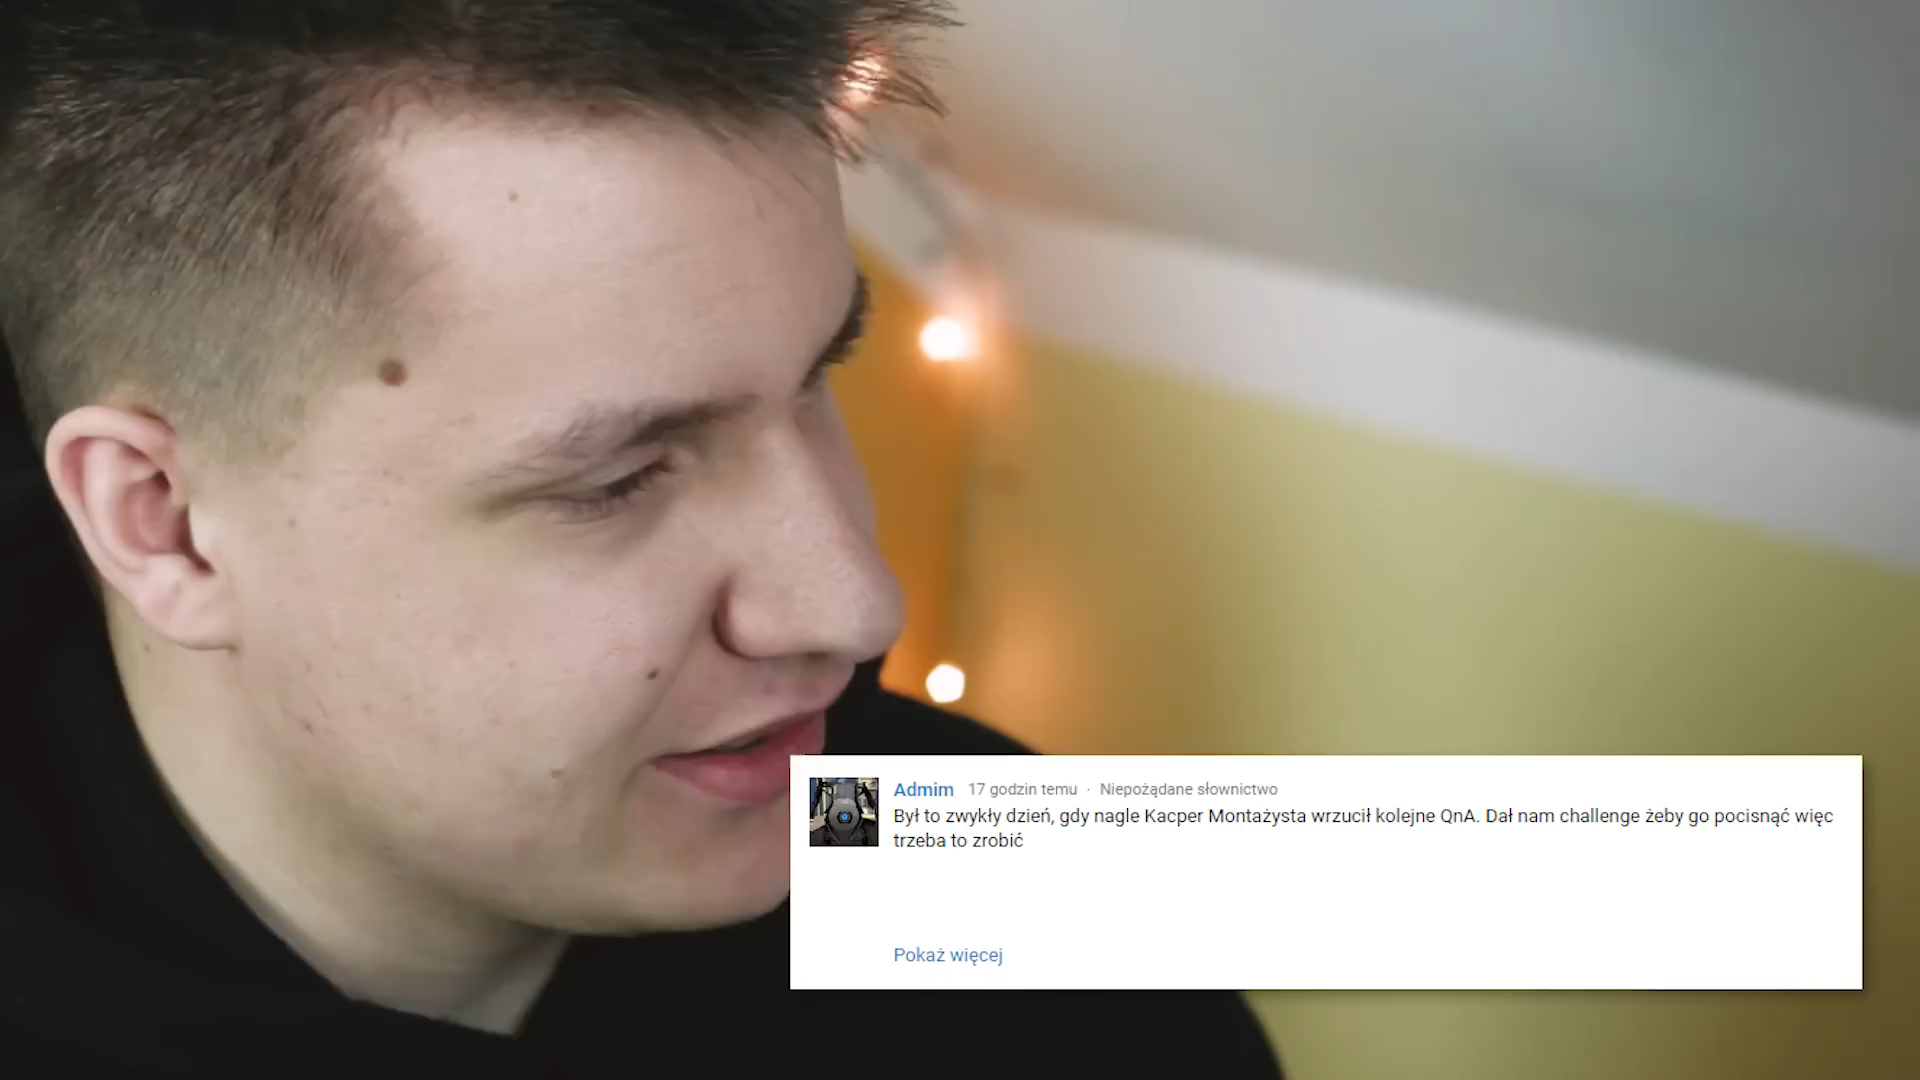 Admim 17 godzin temu · Niepożądane słownictwo
Był to zwykły dzień, gdy nagle Kacper Montażysta wrzucił kolejne QnA. Dał nam challenge żeby go pocisnąć więc
trzeba to zrobić
Pokaż więcej